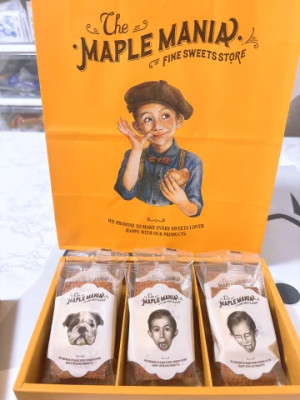 The
MAPLE MANIA
FINE SWEETS STORE
WE PROMISE TO MAKE EVERY SWEETS LOVER
HAPPY WITH OUR PRODUCTS
The
MAPLE MANIA
The
MAPLE MANIA
The
MAPLE MANIA